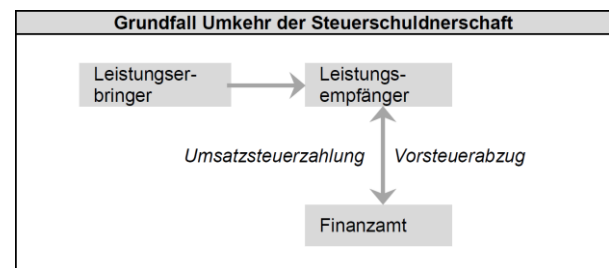 Grundfall Umkehr der Steuerschuldnerschaft
Leistungser-
bringer
Leistungs-
empfänger
Umsatzsteuerzahlung
Vorsteuerabzug
Finanzamt